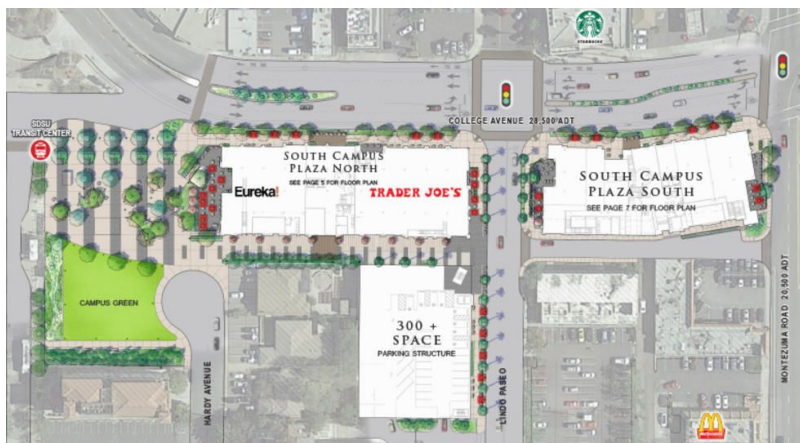 STARBUCKS
COLLEGE AVENUE 28,500 ADT
SDSU
TRANSIT CENTER
SOUTH CAMPUS
PLAZA NORTH
SEE PAGE 5 FOR FLOOR PLAN
Eureka!
TRADER JOE'S
SOUTH CAMPUS
PLAZA SOUTH
SEE PAGE 7 FOR FLOOR PLAN
CAMPUS GREEN
300 +
SPACE
PARKING STRUCTURE
HARDY AVENUE
LINDO PASEO
MONTEZUMA ROAD 20,500 ADT